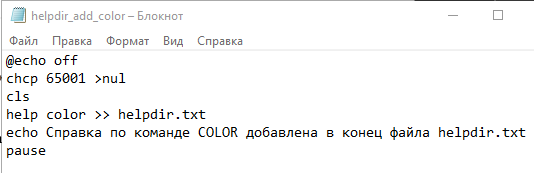 helpdir_add_color – Блокнот
Файл Правка Формат Вид Справка
@echo off
chcp 65001 >nul
cls
help color >> helpdir.txt
echo Справка по команде COLOR добавлена в конец файла helpdir.txt
pause